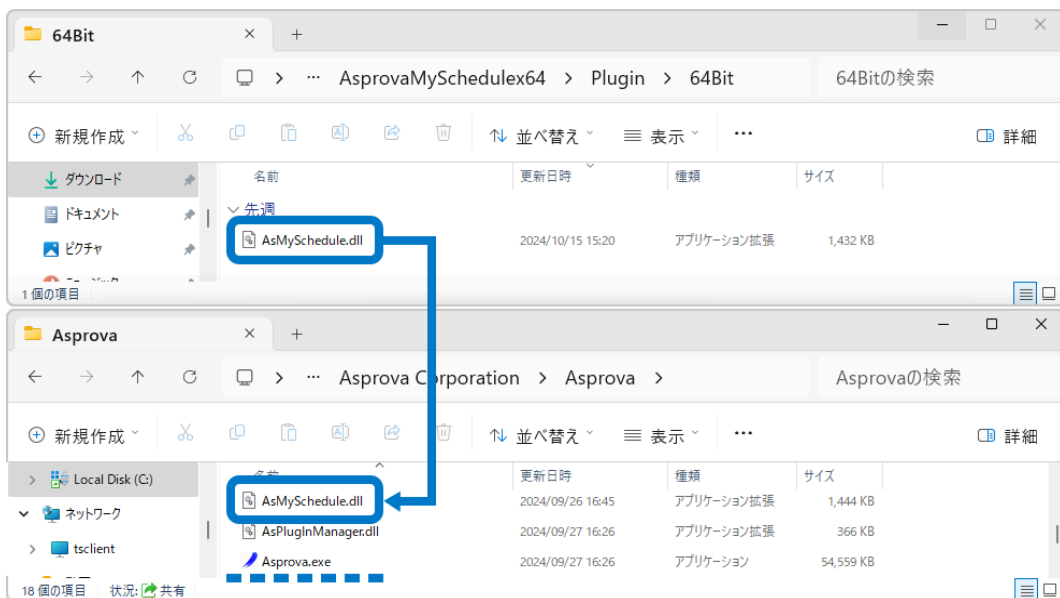 64Bit
AsprovaMySchedulex64 > Plugin > 64Bit
64Bitの検索
新規作成
並べ替え
表示
詳細
ダウンロード
名前
更新日時
種類
サイズ
ドキュメント
先週
AsMySchedule.dll
2024/10/15 15:20
アプリケーション拡張
1,432 KB
ピクチャ
1 個の項目
Asprova
Asprova Corporation > Asprova >
Asprovaの検索
新規作成
並べ替え
表示
詳細
Local Disk (C:)
更新日時
種類
サイズ
AsMySchedule.dll
2024/09/26 16:45
アプリケーション拡張
1,444 KB
ネットワーク
AsPlugInManager.dll
2024/09/27 16:26
アプリケーション拡張
366 KB
tsclient
Asprova.exe
2024/09/27 16:26
アプリケーション
54,559 KB
18 個の項目
状況: 共有